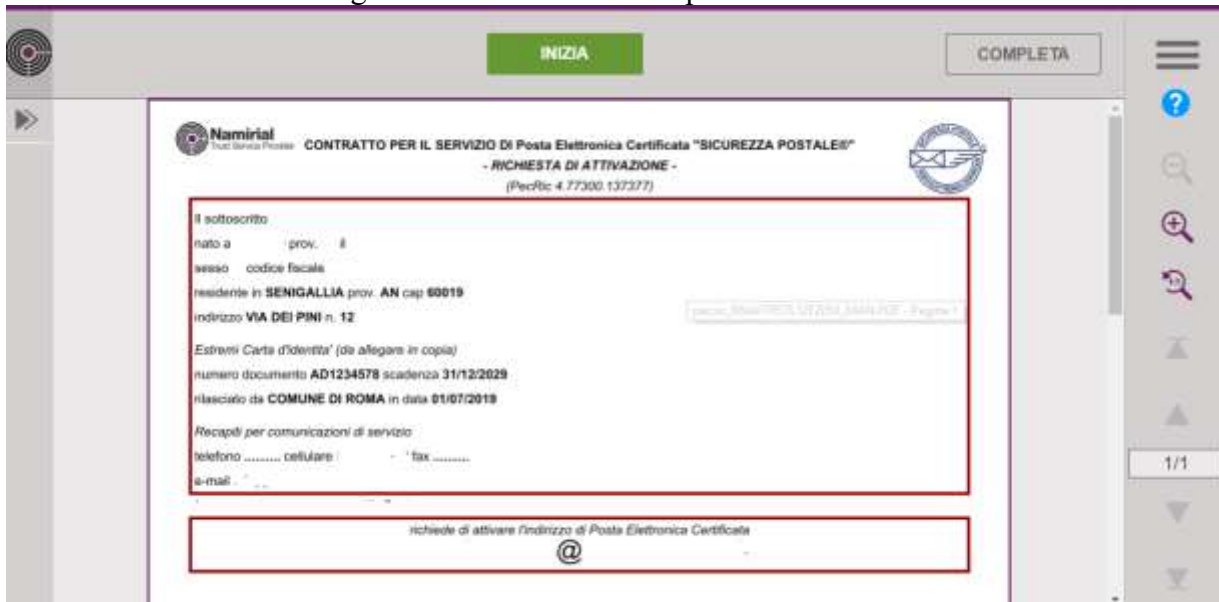 INIZIA
COMPLETA
Namirial
CONTRATTO PER IL SERVIZIO DI Posta Elettronica Certificata "SICUREZZA POSTALE®"
- RICHIESTA DI ATTIVAZIONE -
(PecRic 4.77300.137377)
Il sottoscritto
nato a prov. il
sesso codice fiscale
residente in SENIGALLIA prov. AN cap 60019
indirizzo VIA DEI PINI n. 12
Estremi Carta d'identita' (da allegare in copia)
numero documento AD1234578 scadenza 31/12/2029
rilasciato da COMUNE DI ROMA in data 01/07/2019
Recapiti per comunicazioni di servizio
telefono ......... cellulare fax .........
e-mail
richiede di attivare l'indirizzo di Posta Elettronica Certificata
@
1/1